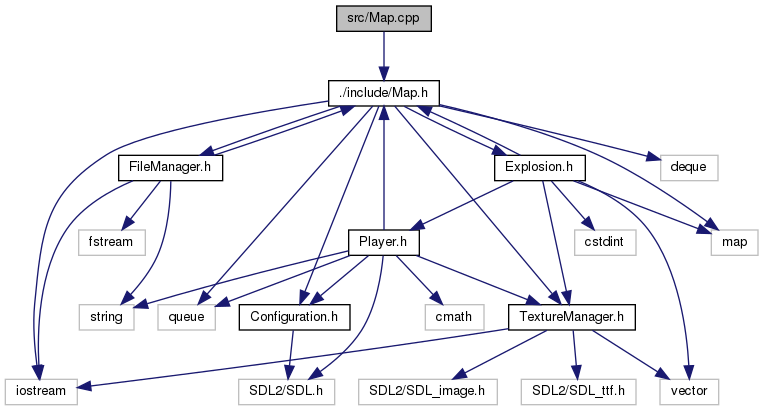 src/Map.cpp
./include/Map.h
FileManager.h
Explosion.h
deque
fstream
Player.h
cstdint
map
string
queue
Configuration.h
cmath
TextureManager.h
iostream
SDL2/SDL.h
SDL2/SDL_image.h
SDL2/SDL_ttf.h
vector